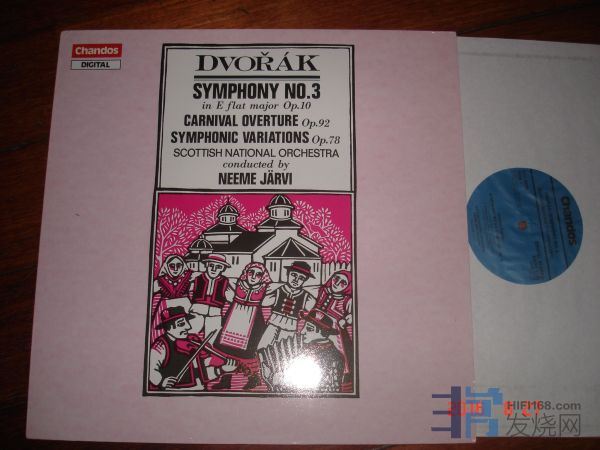 Chandos
DIGITAL
DVOŘÁK
SYMPHONY NO.3
in E flat major Op.10
CARNIVAL OVERTURE Op.92
SYMPHONIC VARIATIONS Op.78
SCOTTISH NATIONAL ORCHESTRA
conducted by
NEEME JÄRVI
Chandos
HIFI168.com
发烧网